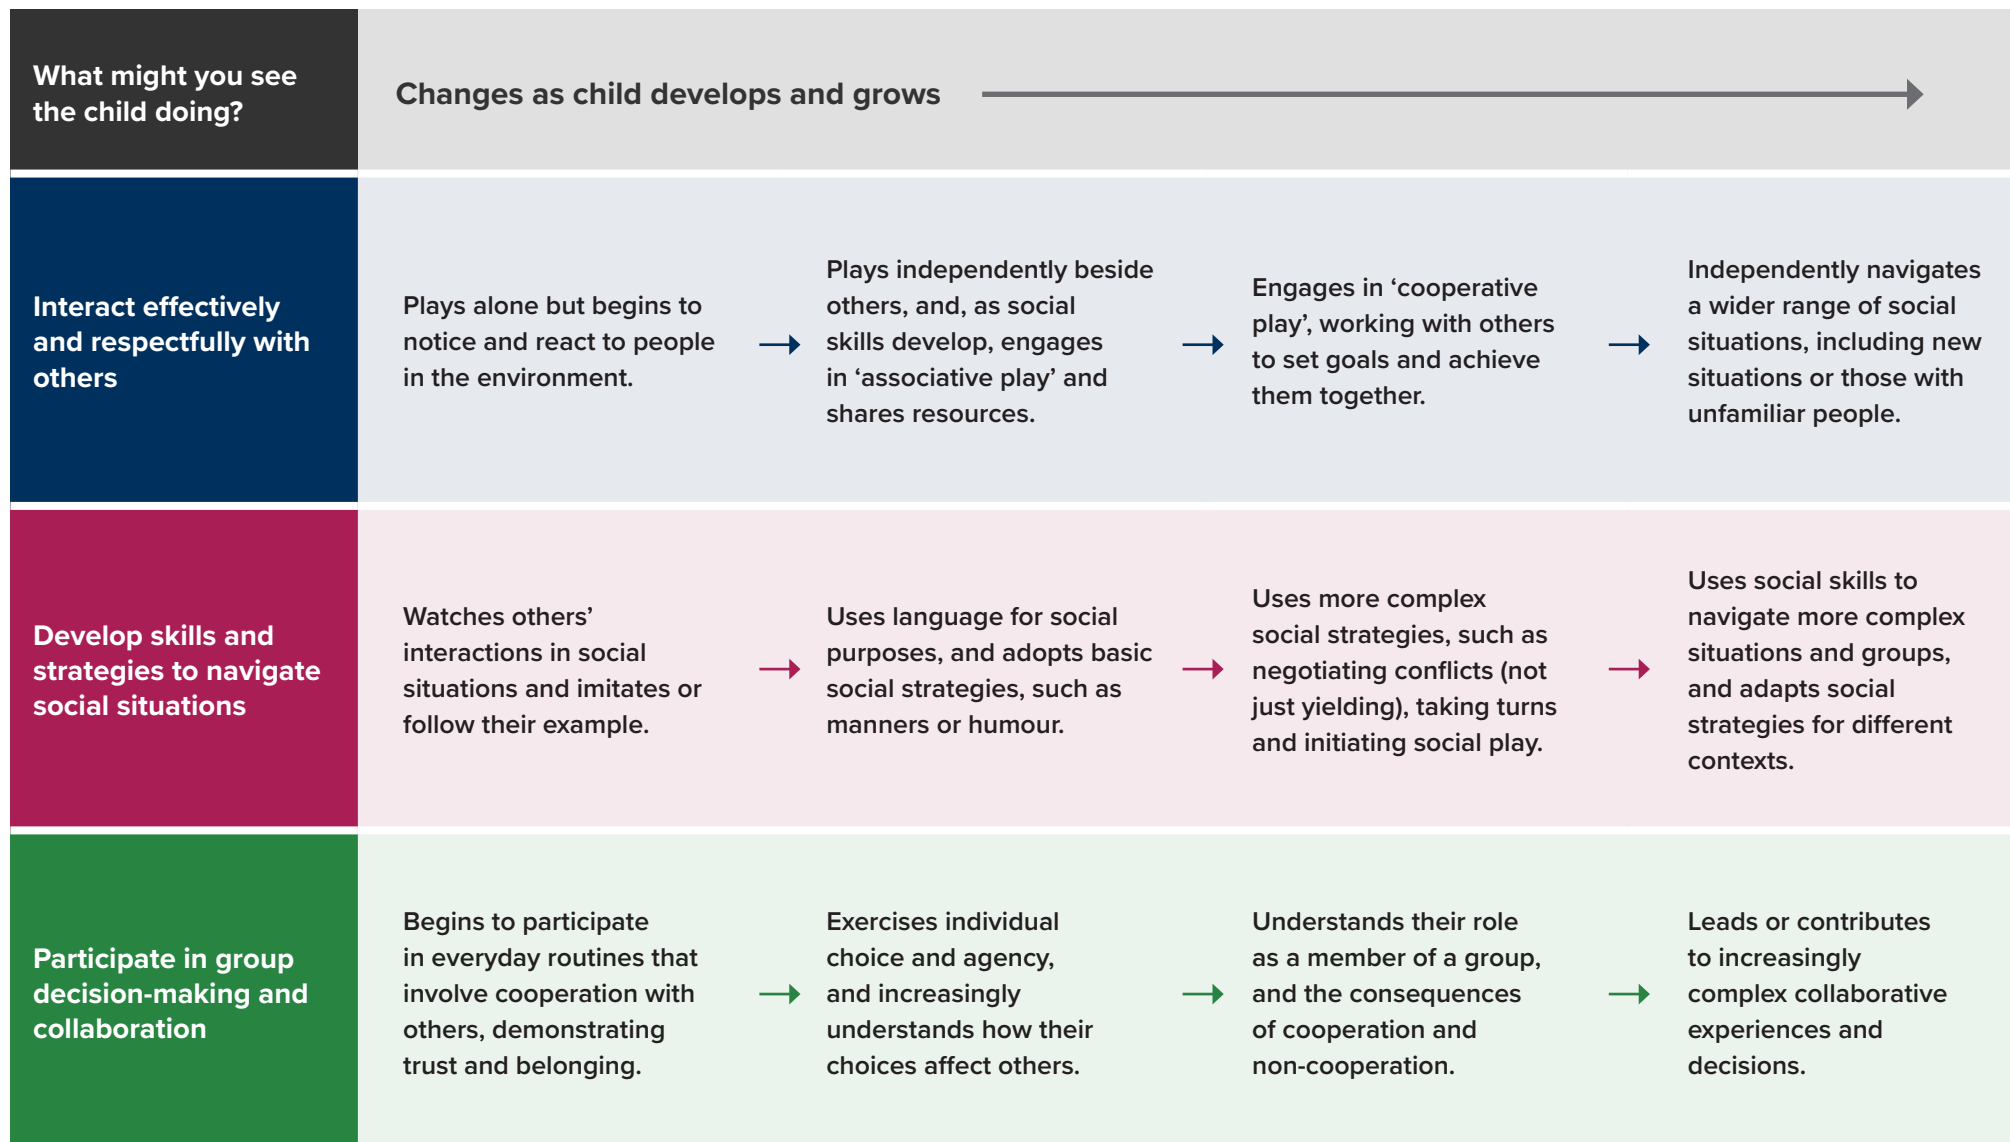 What might you see
the child doing?
Changes as child develops and grows
Interact effectively
and respectfully with
others
Plays alone but begins to
notice and react to people
in the environment.
Plays independently beside
others, and, as social
skills develop, engages
in ‘associative play’ and
shares resources.
Engages in ‘cooperative
play’, working with others
to set goals and achieve
them together.
Independently navigates
a wider range of social
situations, including new
situations or those with
unfamiliar people.
Develop skills and
strategies to navigate
social situations
Watches others’
interactions in social
situations and imitates or
follow their example.
Uses language for social
purposes, and adopts basic
social strategies, such as
manners or humour.
Uses more complex
social strategies, such as
negotiating conflicts (not
just yielding), taking turns
and initiating social play.
Uses social skills to
navigate more complex
situations and groups,
and adapts social
strategies for different
contexts.
Participate in group
decision-making and
collaboration
Begins to participate
in everyday routines that
involve cooperation with
others, demonstrating
trust and belonging.
Exercises individual
choice and agency,
and increasingly
understands how their
choices affect others.
Understands their role
as a member of a group,
and the consequences
of cooperation and
non-cooperation.
Leads or contributes
to increasingly
complex collaborative
experiences and
decisions.